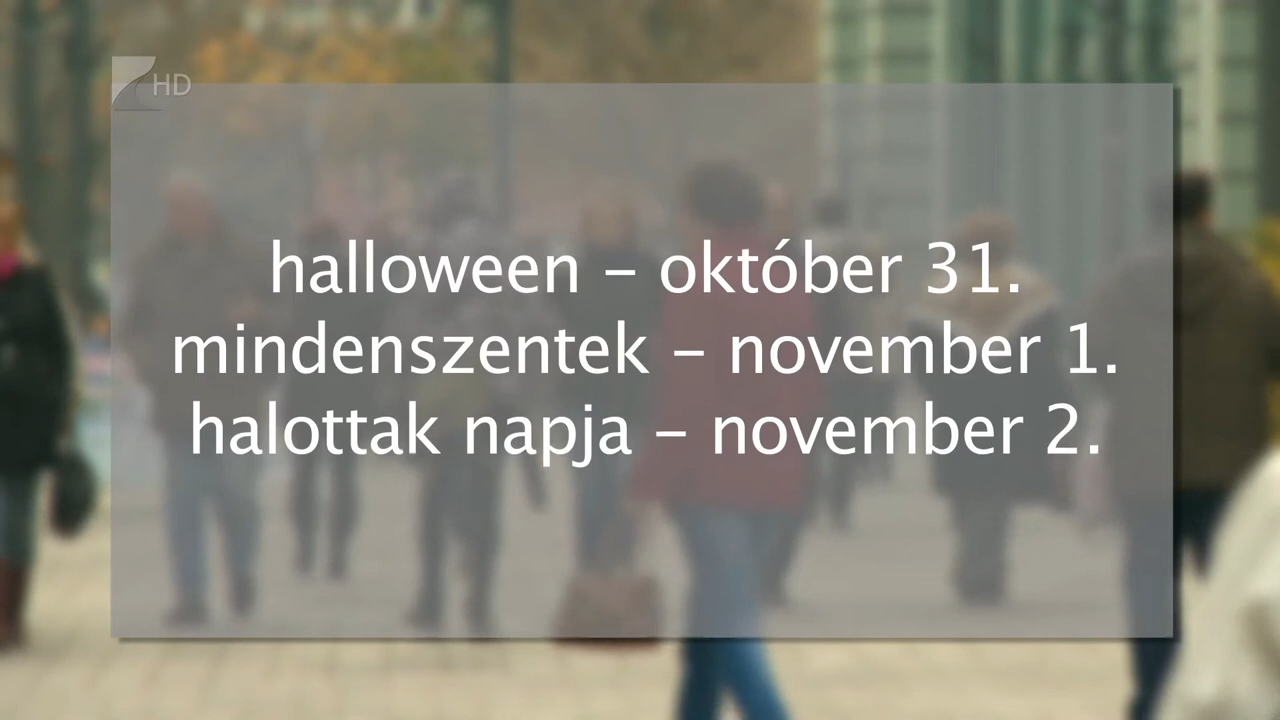 HD
halloween – október 31.
mindenszentek – november 1.
halottak napja – november 2.